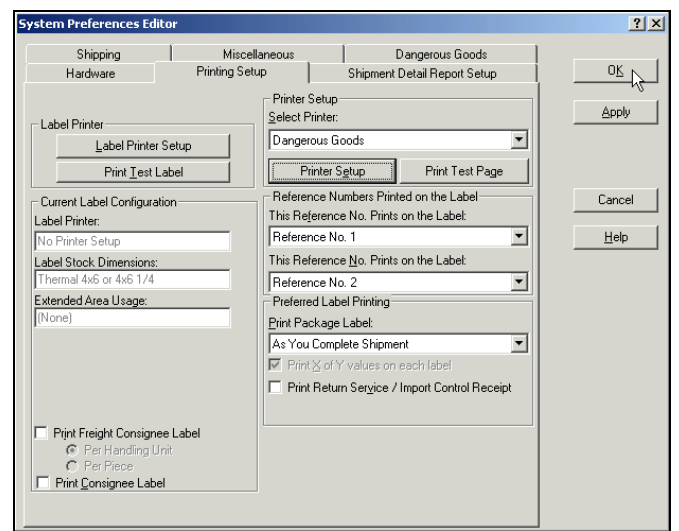 System Preferences Editor
Shipping
Miscellaneous
Dangerous Goods
Hardware
Printing Setup
Shipment Detail Report Setup
OK
Apply
Cancel
Help
Label Printer
Label Printer Setup
Print Test Label
Current Label Configuration
Label Printer:
No Printer Setup
Label Stock Dimensions:
Thermal 4x6 or 4x6 1/4
Extended Area Usage:
(None)
Print Freight Consignee Label
Per Handling Unit
Per Piece
Print Consignee Label
Printer Setup
Select Printer:
Dangerous Goods
Printer Setup
Print Test Page
Reference Numbers Printed on the Label
This Reference No. Prints on the Label:
Reference No. 1
This Reference No. Prints on the Label:
Reference No. 2
Preferred Label Printing
Print Package Label:
As You Complete Shipment
Print X of Y values on each label
Print Return Service / Import Control Receipt